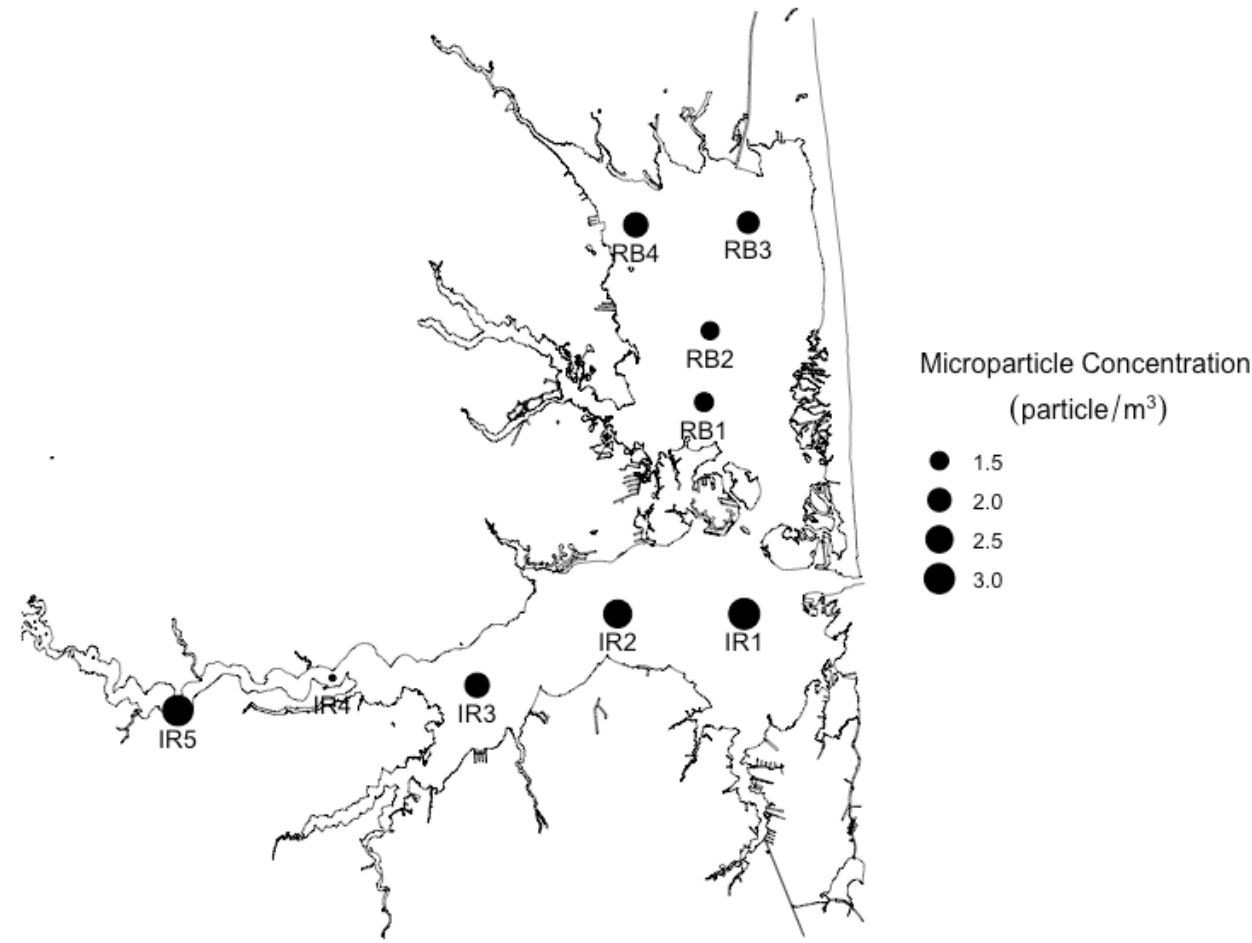 RB4
RB3
RB2
RB1
IR2
IR1
IR4
IR3
IR5
Microparticle Concentration
(particle/m³)
1.5
2.0
2.5
3.0